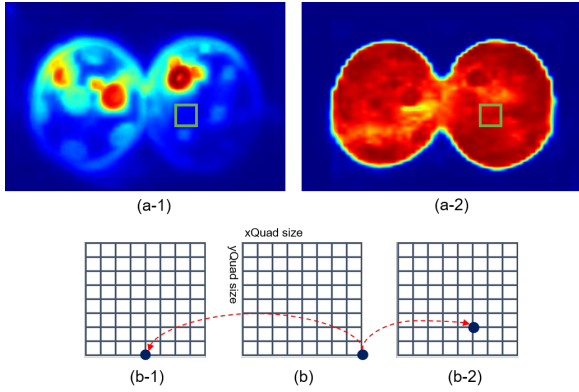 (a-1)
(a-2)
xQuad size
yQuad size
(b-1)
(b)
(b-2)